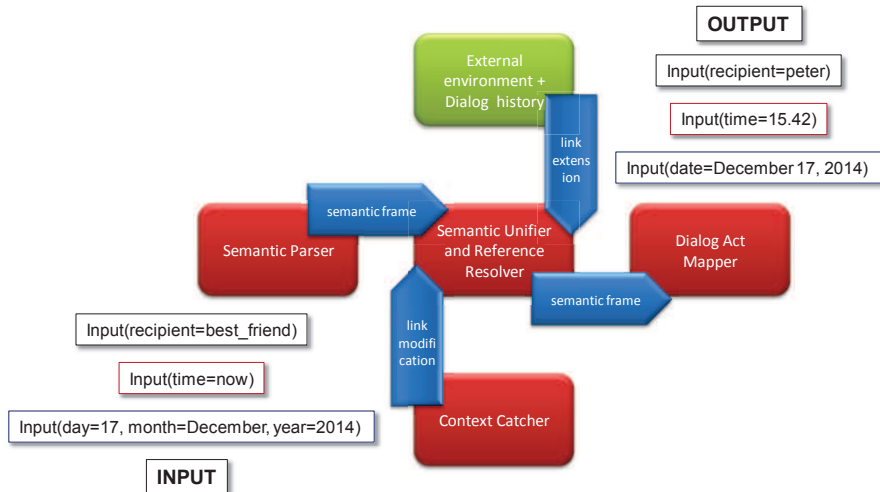 OUTPUT
External
environment +
Dialog history
Input(recipient=peter)
Input(time=15.42)
link
extens
ion
Input(date=December 17, 2014)
semantic frame
Semantic Parser
Semantic Unifier
and Reference
Resolver
Dialog Act
Mapper
semantic frame
Input(recipient=best_friend)
link
modifi
cation
Input(time=now)
Input(day=17, month=December, year=2014)
Context Catcher
INPUT